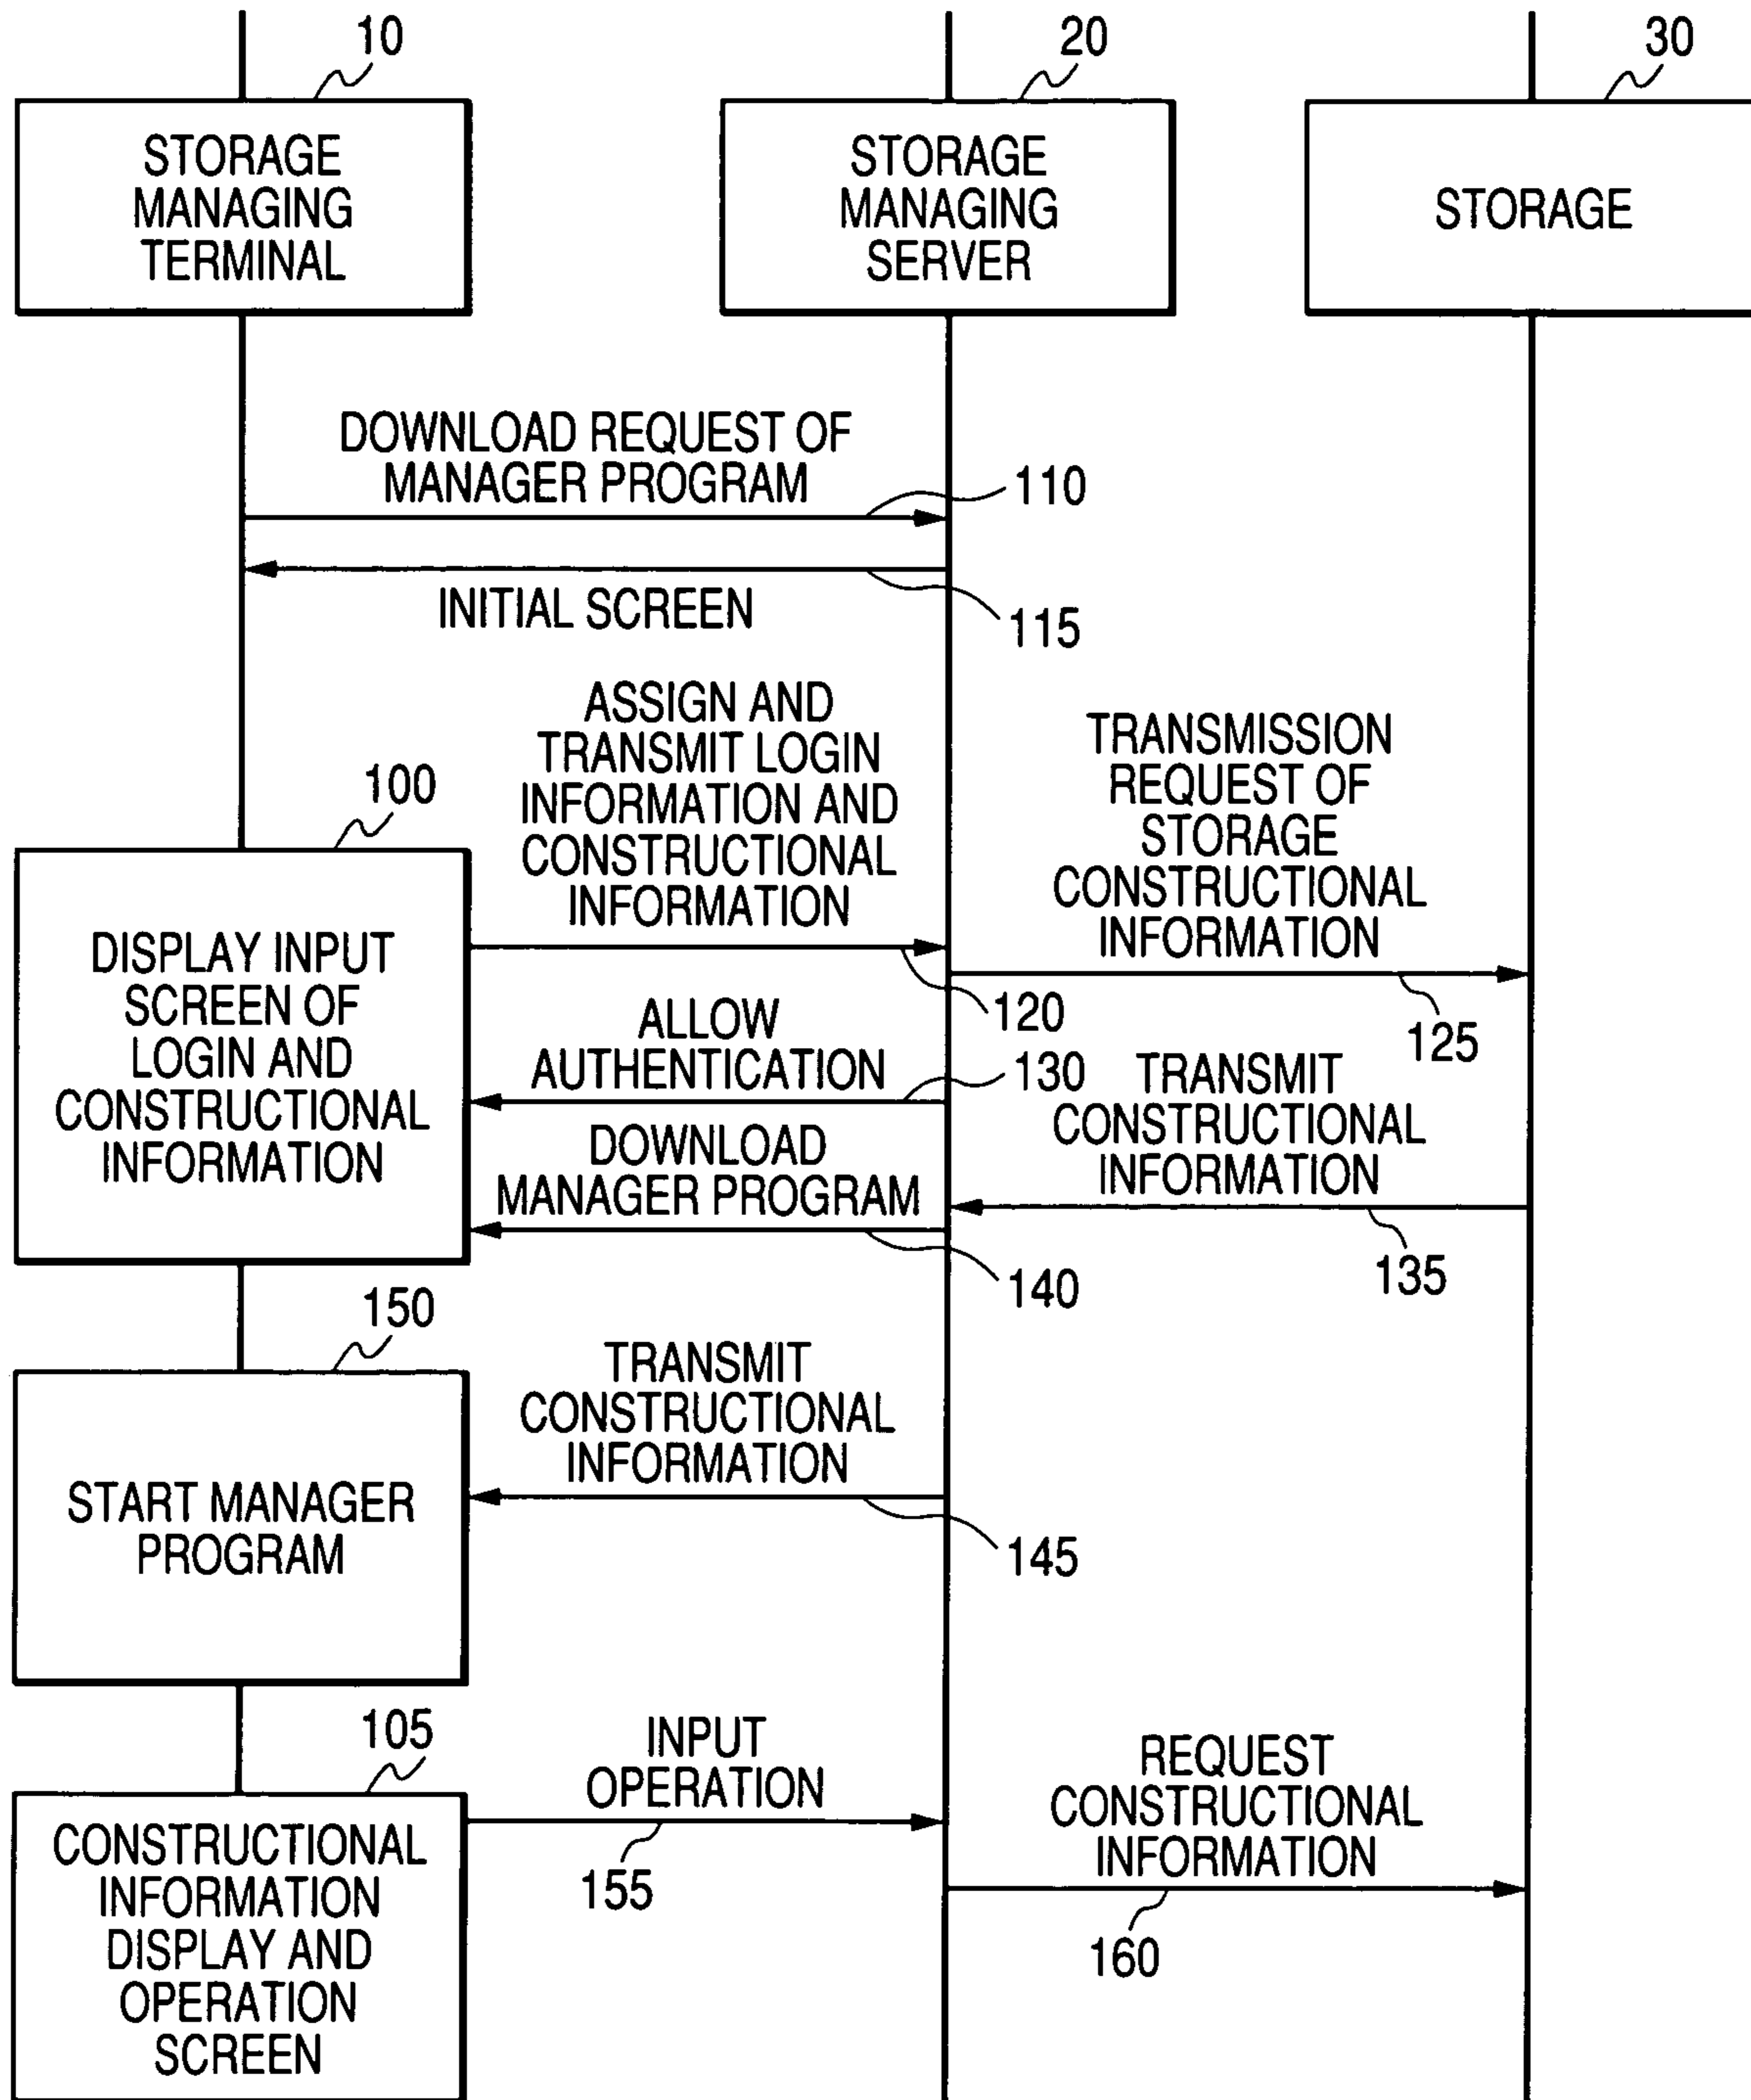 10
20
30
STORAGE
MANAGING
TERMINAL
STORAGE
MANAGING
SERVER
STORAGE
DOWNLOAD REQUEST OF
MANAGER PROGRAM
110
INITIAL SCREEN
115
ASSIGN AND
TRANSMIT LOGIN
INFORMATION AND
CONSTRUCTIONAL
INFORMATION
TRANSMISSION
REQUEST OF
STORAGE
CONSTRUCTIONAL
INFORMATION
100
DISPLAY INPUT
SCREEN OF
LOGIN AND
CONSTRUCTIONAL
INFORMATION
120
125
ALLOW
AUTHENTICATION
130
TRANSMIT
CONSTRUCTIONAL
INFORMATION
DOWNLOAD
MANAGER PROGRAM
135
140
150
START MANAGER
PROGRAM
TRANSMIT
CONSTRUCTIONAL
INFORMATION
145
105
CONSTRUCTIONAL
INFORMATION
DISPLAY AND
OPERATION
SCREEN
INPUT
OPERATION
155
REQUEST
CONSTRUCTIONAL
INFORMATION
160